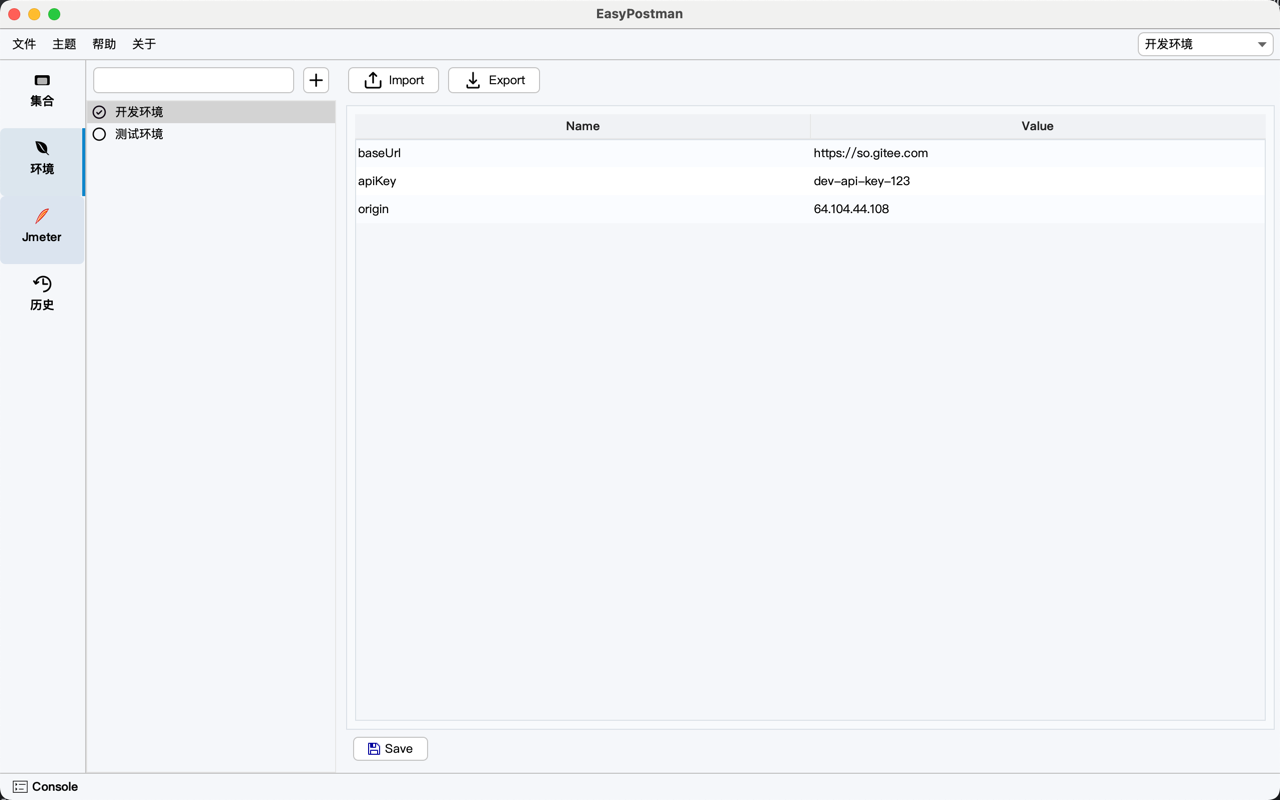 EasyPostman
文件 主题 帮助 关于
开发环境
集合
环境
Jmeter
历史
开发环境
测试环境
Import Export
Name Value
baseUrl https://so.gitee.com
apiKey dev-api-key-123
origin 64.104.44.108
Save
Console